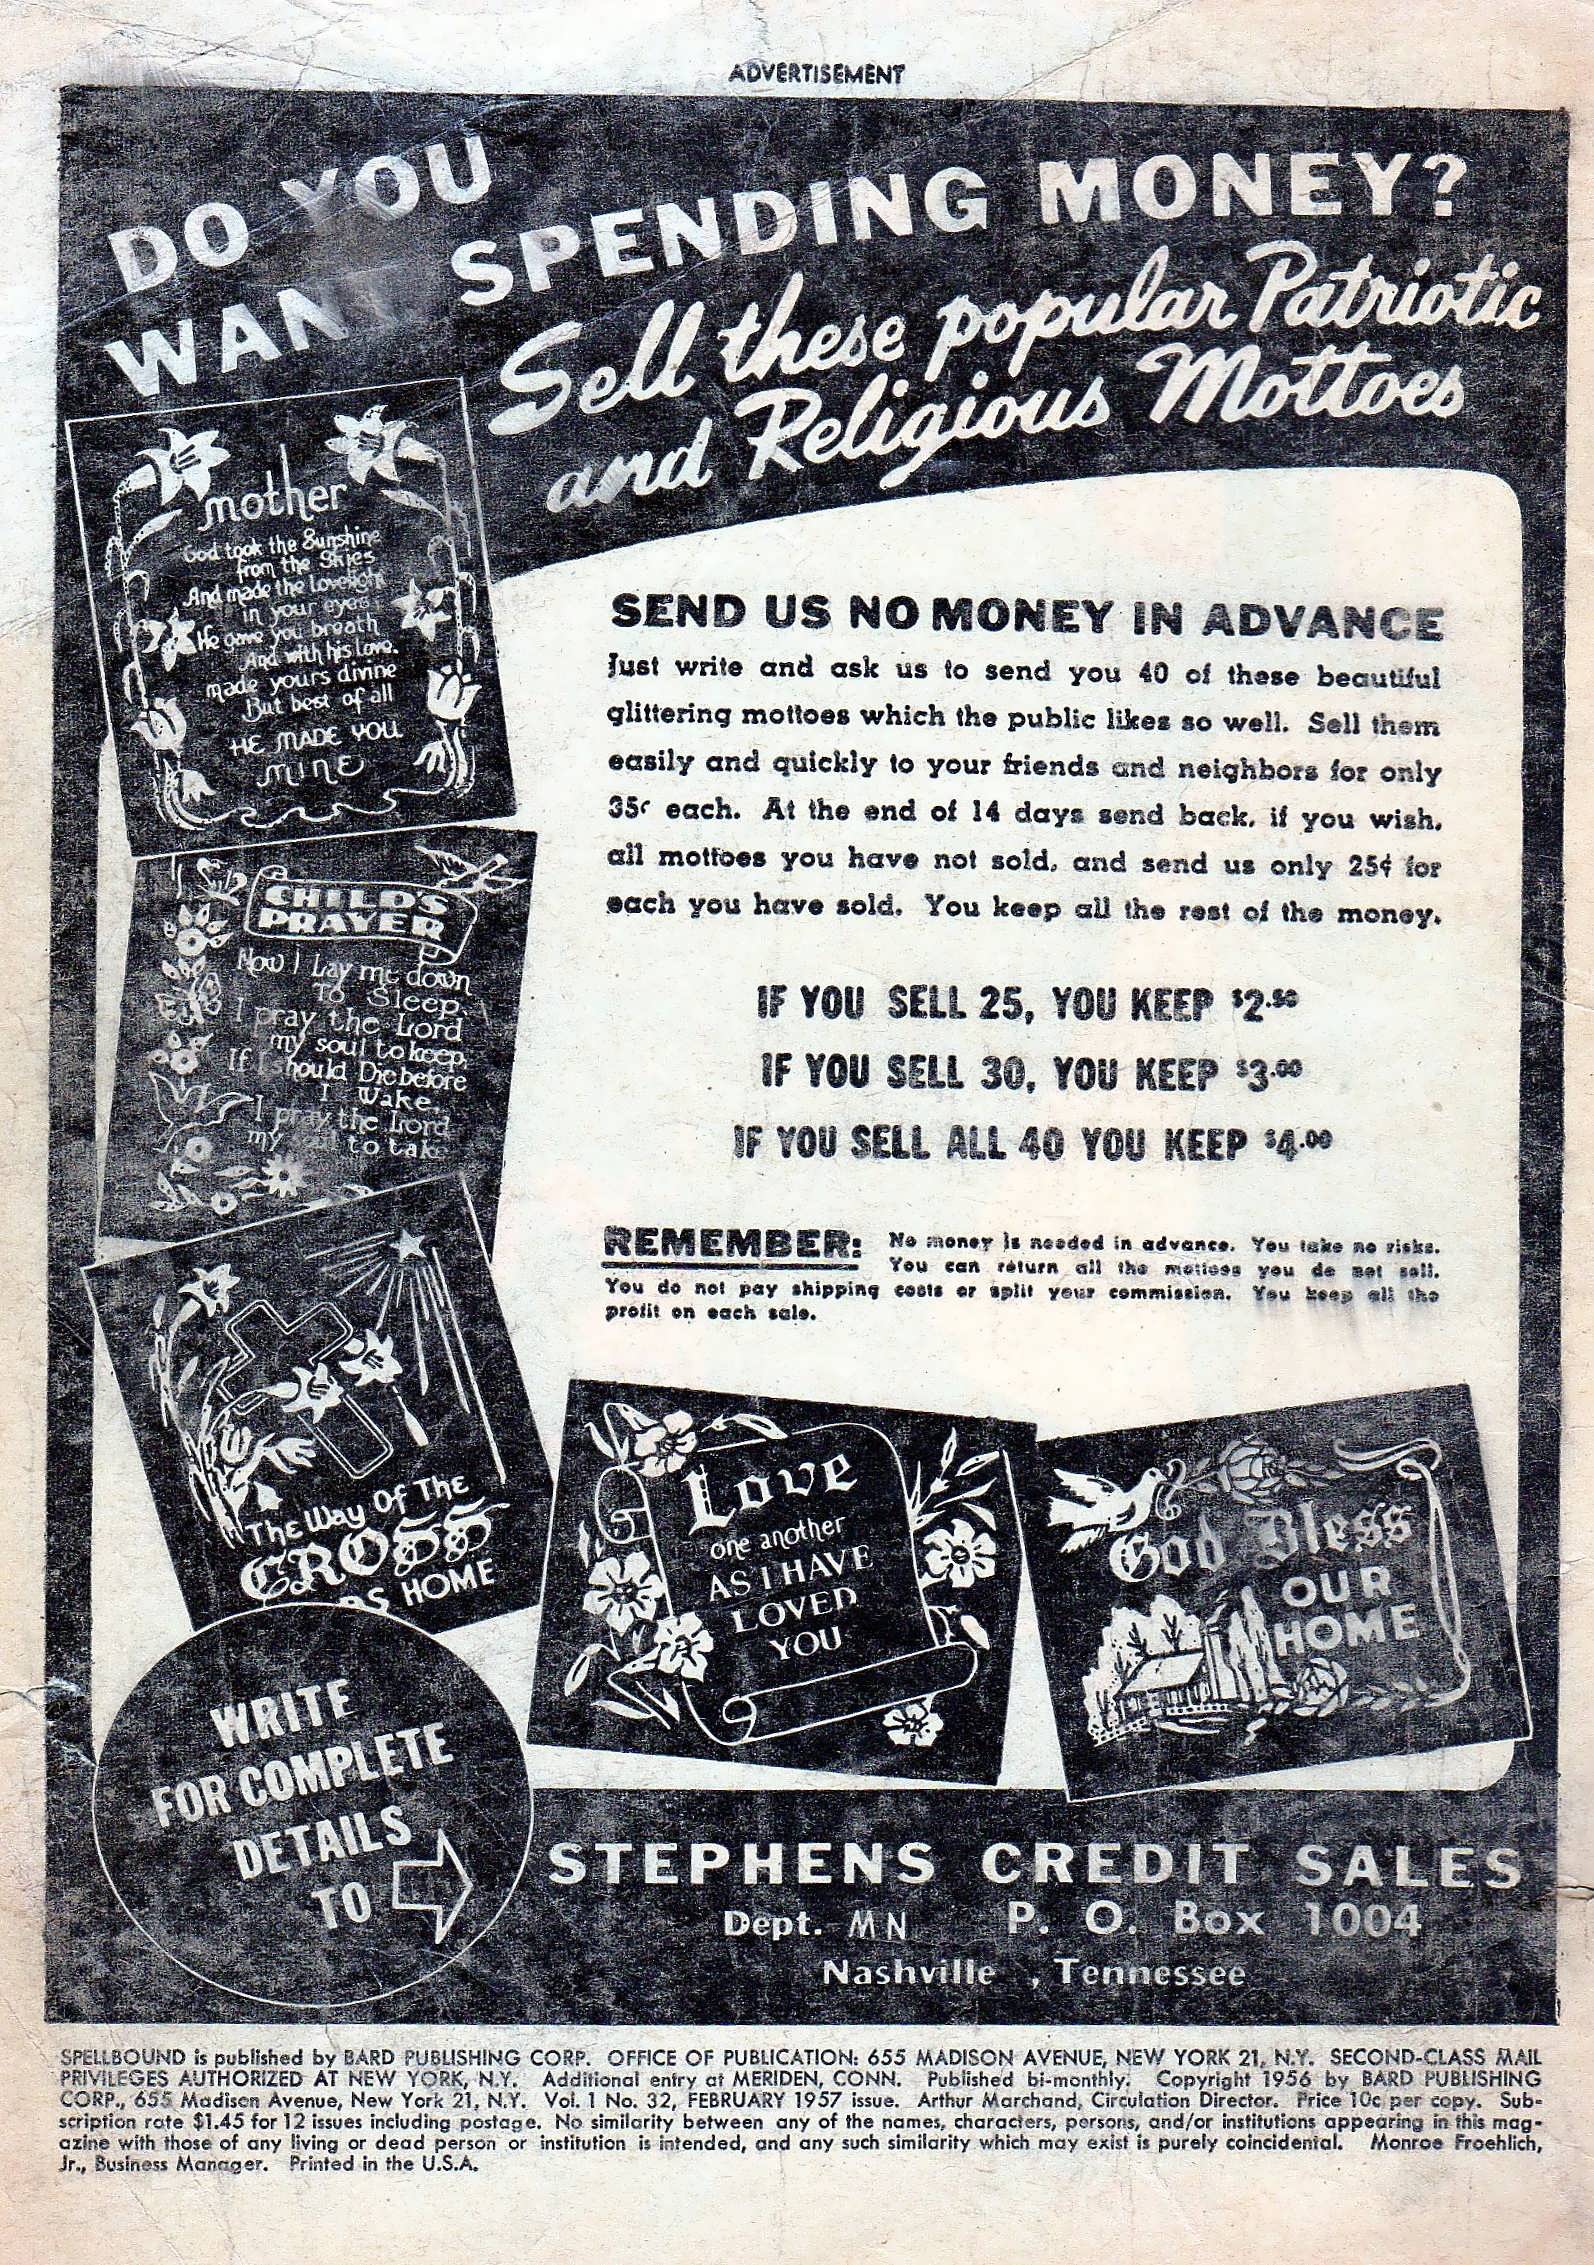 ADVERTISEMENT
DO YOU
WANT SPENDING MONEY?
Sell these popular Patriotic
and Religious Mottoes
mother
God took the Sunshine
from the Skies
And made the Lovelight
In your eyes
He gave you breath
And with his Love.
made yours divine
But best of all
HE MADE YOU
MINE
CHILD'S
PRAYER
Now I Lay me down
To Sleep.
I pray the Lord
my soul to keep,
If I should Die before
I Wake.
I pray the Lord
my soul to take
The Way Of The
CROSS
HOME
SEND US NO MONEY IN ADVANCE
Just write and ask us to send you 40 of these beautiful
glittering mottoes which the public likes so well. Sell them
easily and quickly to your friends and neighbors for only
35¢ each. At the end of 14 days send back, if you wish,
all mottoes you have not sold, and send us only 25¢ for
each you have sold. You keep all the rest of the money.
IF YOU SELL 25, YOU KEEP $2.50
IF YOU SELL 30, YOU KEEP $3.00
IF YOU SELL ALL 40 YOU KEEP $4.00
REMEMBER: No money is needed in advance. You take no risks.
You can return all the mottoes you do not sell.
You do not pay shipping costs or split your commission. You keep all the
profit on each sale.
Love
one another
AS I HAVE
LOVED
YOU
God Bless
OUR
HOME
WRITE
FOR COMPLETE
DETAILS
TO
STEPHENS CREDIT SALES
Dept. MN P. O. Box 1004
Nashville , Tennessee
SPELLBOUND is published by BARD PUBLISHING CORP. OFFICE OF PUBLICATION: 655 MADISON AVENUE, NEW YORK 21, N.Y. SECOND-CLASS MAIL
PRIVILEGES AUTHORIZED AT NEW YORK, N.Y. Additional entry at MERIDEN, CONN. Published bi-monthly. Copyright 1956 by BARD PUBLISHING
CORP., 655 Madison Avenue, New York 21, N.Y. Vol. 1 No. 32, FEBRUARY 1957 issue. Arthur Marchand, Circulation Director. Price 10c per copy. Sub-
scription rate $1.45 for 12 issues including postage. No similarity between any of the names, characters, persons, and/or institutions appearing in this mag-
azine with those of any living or dead person or institution is intended, and any such similarity which may exist is purely coincidental. Monroe Froehlich,
Jr., Business Manager. Printed in the U.S.A.